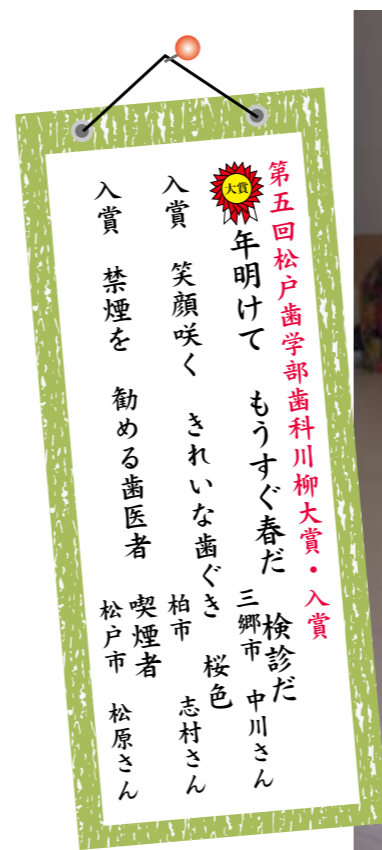 第五回松戸歯学部歯科川柳大賞・入賞
大賞
年明けて もうすぐ春だ 検診だ
三郷市 中川さん
入賞 笑顔咲く きれいな歯ぐき 桜色
柏市 志村さん
入賞 禁煙を 勧める歯医者 喫煙者
松戸市 松原さん